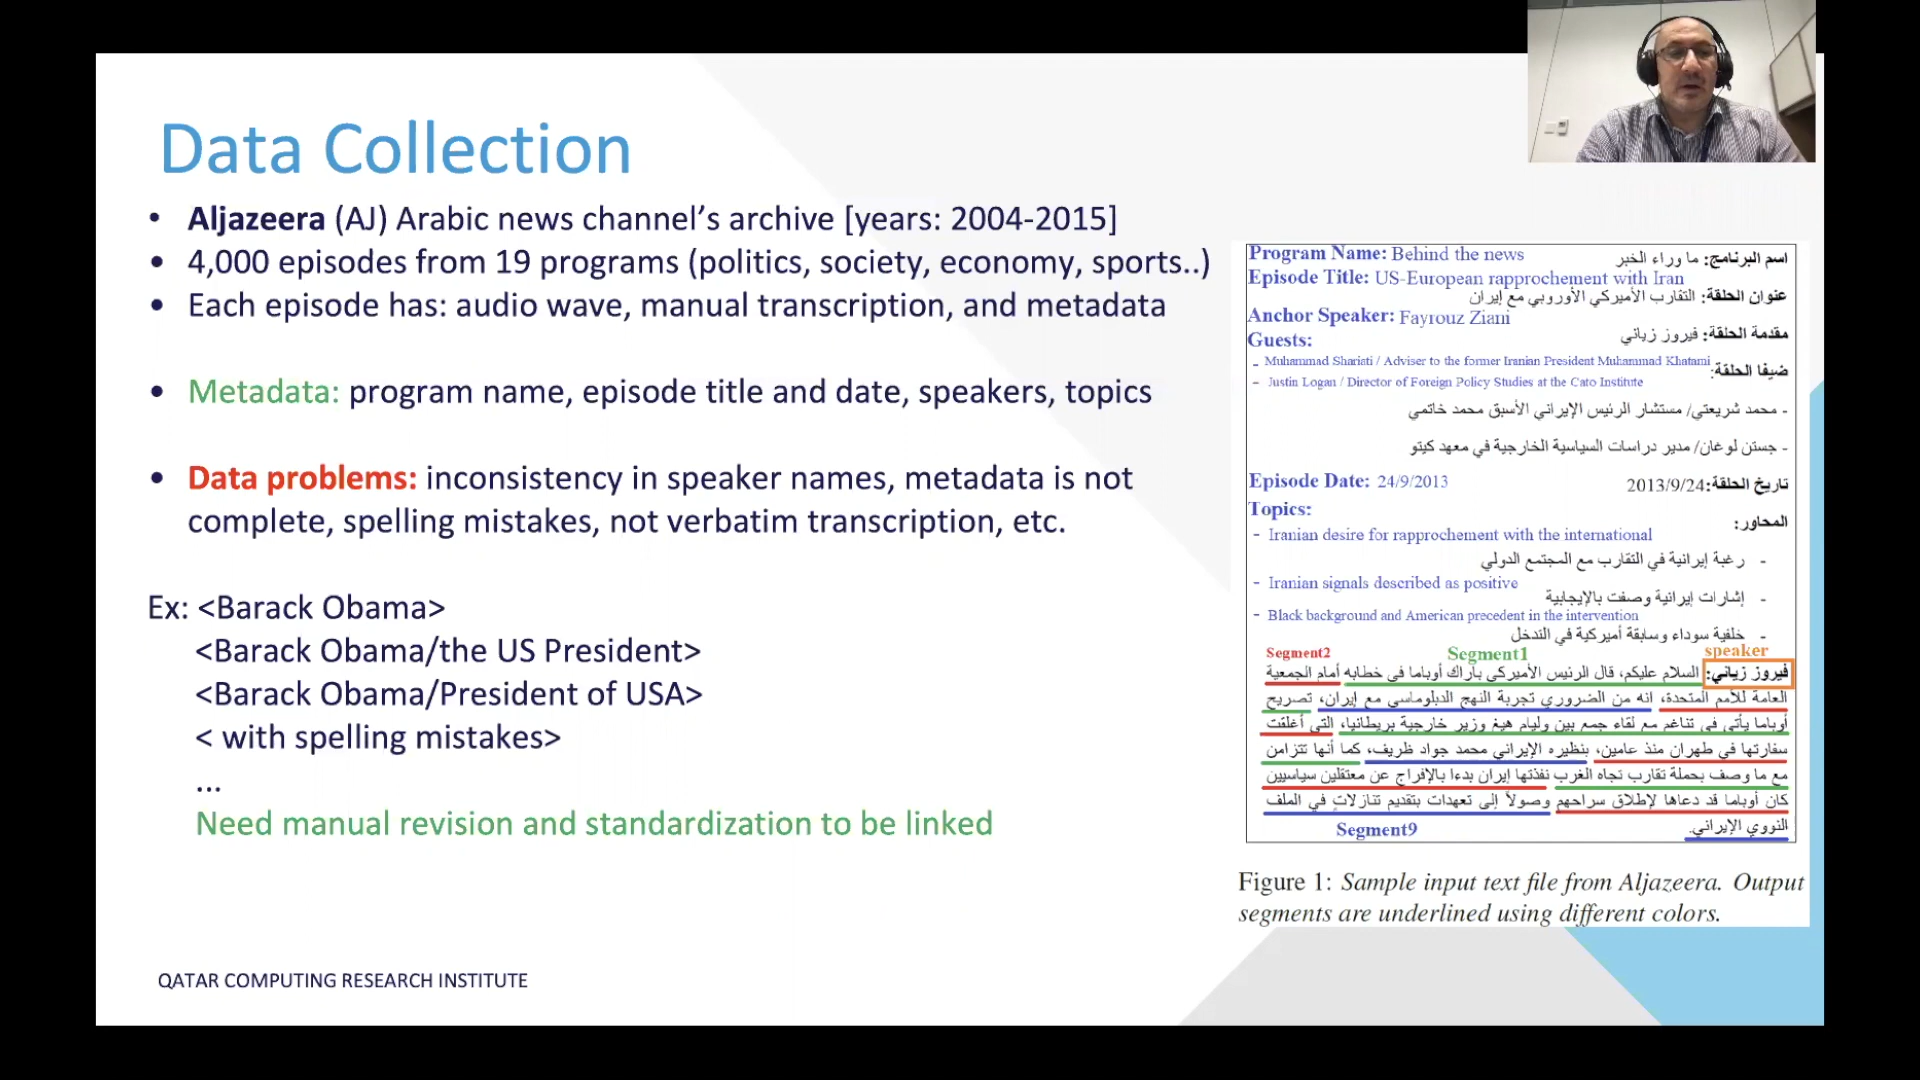 Data Collection
• Aljazeera (AJ) Arabic news channel's archive [years: 2004-2015]
• 4,000 episodes from 19 programs (politics, society, economy, sports..)
• Each episode has: audio wave, manual transcription, and metadata
• Metadata: program name, episode title and date, speakers, topics
• Data problems: inconsistency in speaker names, metadata is not
complete, spelling mistakes, not verbatim transcription, etc.
Ex: <Barack Obama>
<Barack Obama/the US President>
<Barack Obama/President of USA>
< with spelling mistakes>
...
Need manual revision and standardization to be linked
QATAR COMPUTING RESEARCH INSTITUTE
Program Name: Behind the news
اسم البرنامج: ما وراء الخبر
Episode Title: US-European rapprochement with Iran
عنوان الحلقة: التقارب الأميركي الأوروبي مع إيران
Anchor Speaker: Fayrouz Ziani
مقدمة الحلقة: فيروز زياني
Guests:
- Muhammad Shariati / Adviser to the former Iranian President Muhammad Khatami
ضيفا الحلقة:
- Justin Logan / Director of Foreign Policy Studies at the Cato Institute
- محمد شريعتي/ مستشار الرئيس الإيراني الأسبق محمد خاتمي
- جستن لوغان/ مدير دراسات السياسية الخارجية في معهد كيتو
Episode Date: 24/9/2013
تاريخ الحلقة: 2013/9/24
Topics:
المحاور:
- Iranian desire for rapprochement with the international
- رغبة إيرانية في التقارب مع المجتمع الدولي
- Iranian signals described as positive
- إشارات إيرانية وصفت بالإيجابية
- Black background and American precedent in the intervention
- خلفية سوداء وسابقة أميركية في التدخل
Segment2 Segment1 speaker
فيروز زياني: السلام عليكم، قال الرئيس الأميركي باراك أوباما في خطابه أمام الجمعية
العامة للأمم المتحدة، انه من الضروري تجربة النهج الدبلوماسي مع إيران، تصريح
أوباما يأتي في تناغم مع لقاء جمع بين وليام هيغ وزير خارجية بريطانيا، التي أغلقت
سفارتها في طهران منذ عامين، بنظيره الإيراني محمد جواد ظريف، كما أنها تتزامن
مع ما وصف بحملة تقارب تجاه الغرب نفذتها إيران بدءا بالإفراج عن معتقلين سياسيين
كان أوباما قد دعاها لإطلاق سراحهم وصولاً إلى تعهدات بتقديم تنازلات في الملف
النووي الإيراني.
Segment9
Figure 1: Sample input text file from Aljazeera. Output
segments are underlined using different colors.